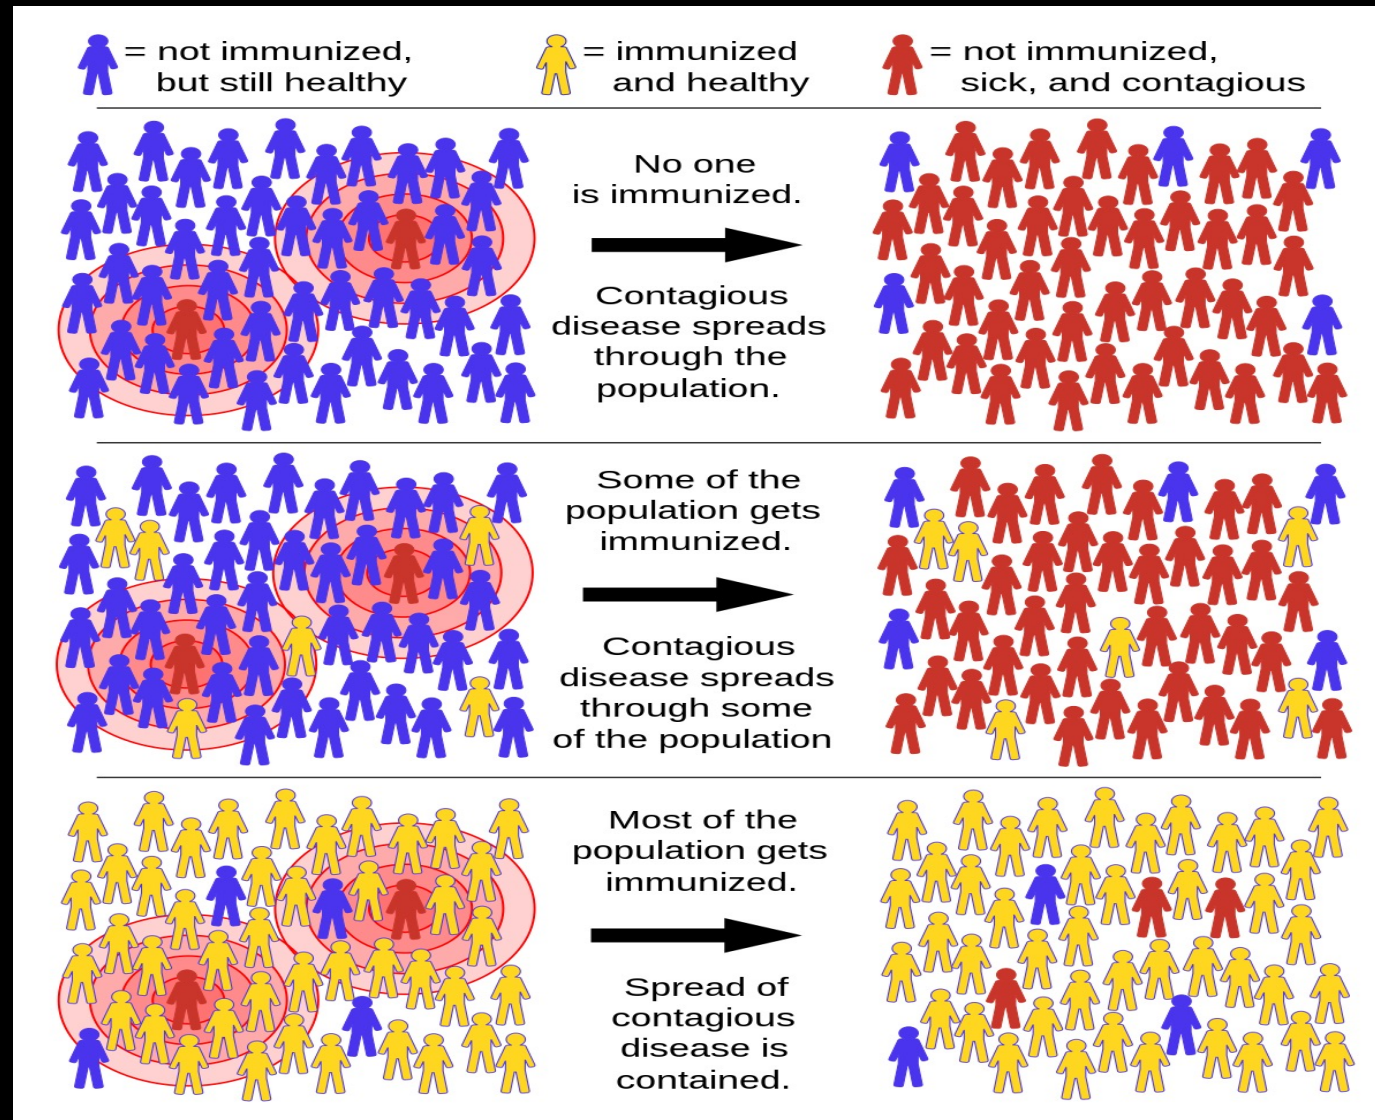 = not immunized,
but still healthy
= immunized
and healthy
= not immunized,
sick, and contagious
No one
is immunized.
Contagious
disease spreads
through the
population.
Some of the
population gets
immunized.
Contagious
disease spreads
through some
of the population
Most of the
population gets
immunized.
Spread of
contagious
disease is
contained.